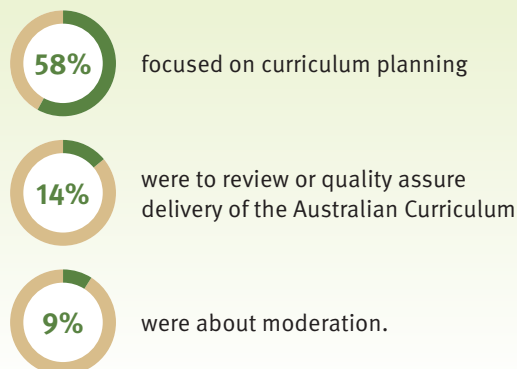 58%
focused on curriculum planning
14%
were to review or quality assure
delivery of the Australian Curriculum
9%
were about moderation.